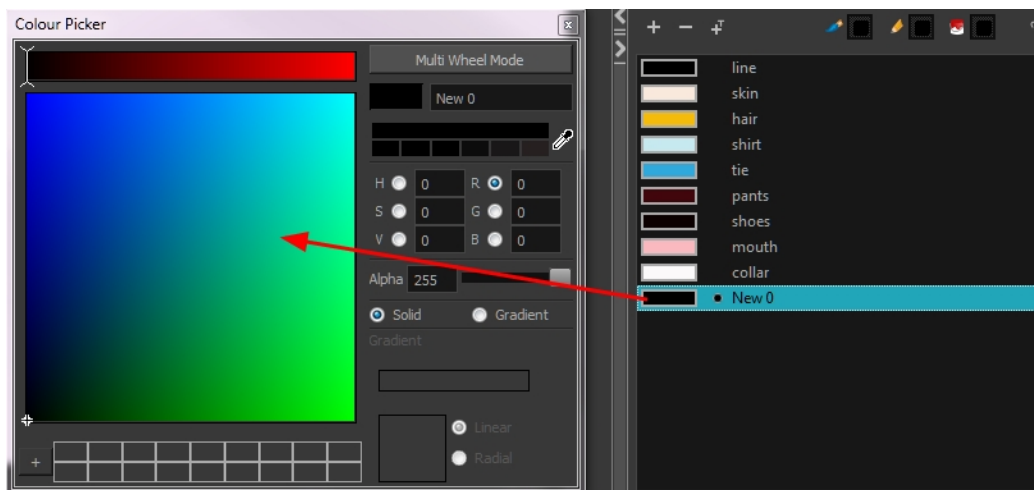 Colour Picker
Multi Wheel Mode
New 0
H 0 R 0
S 0 G 0
V 0 B 0
Alpha 255
Solid Gradient
Gradient
Linear
Radial
line
skin
hair
shirt
tie
pants
shoes
mouth
collar
New 0